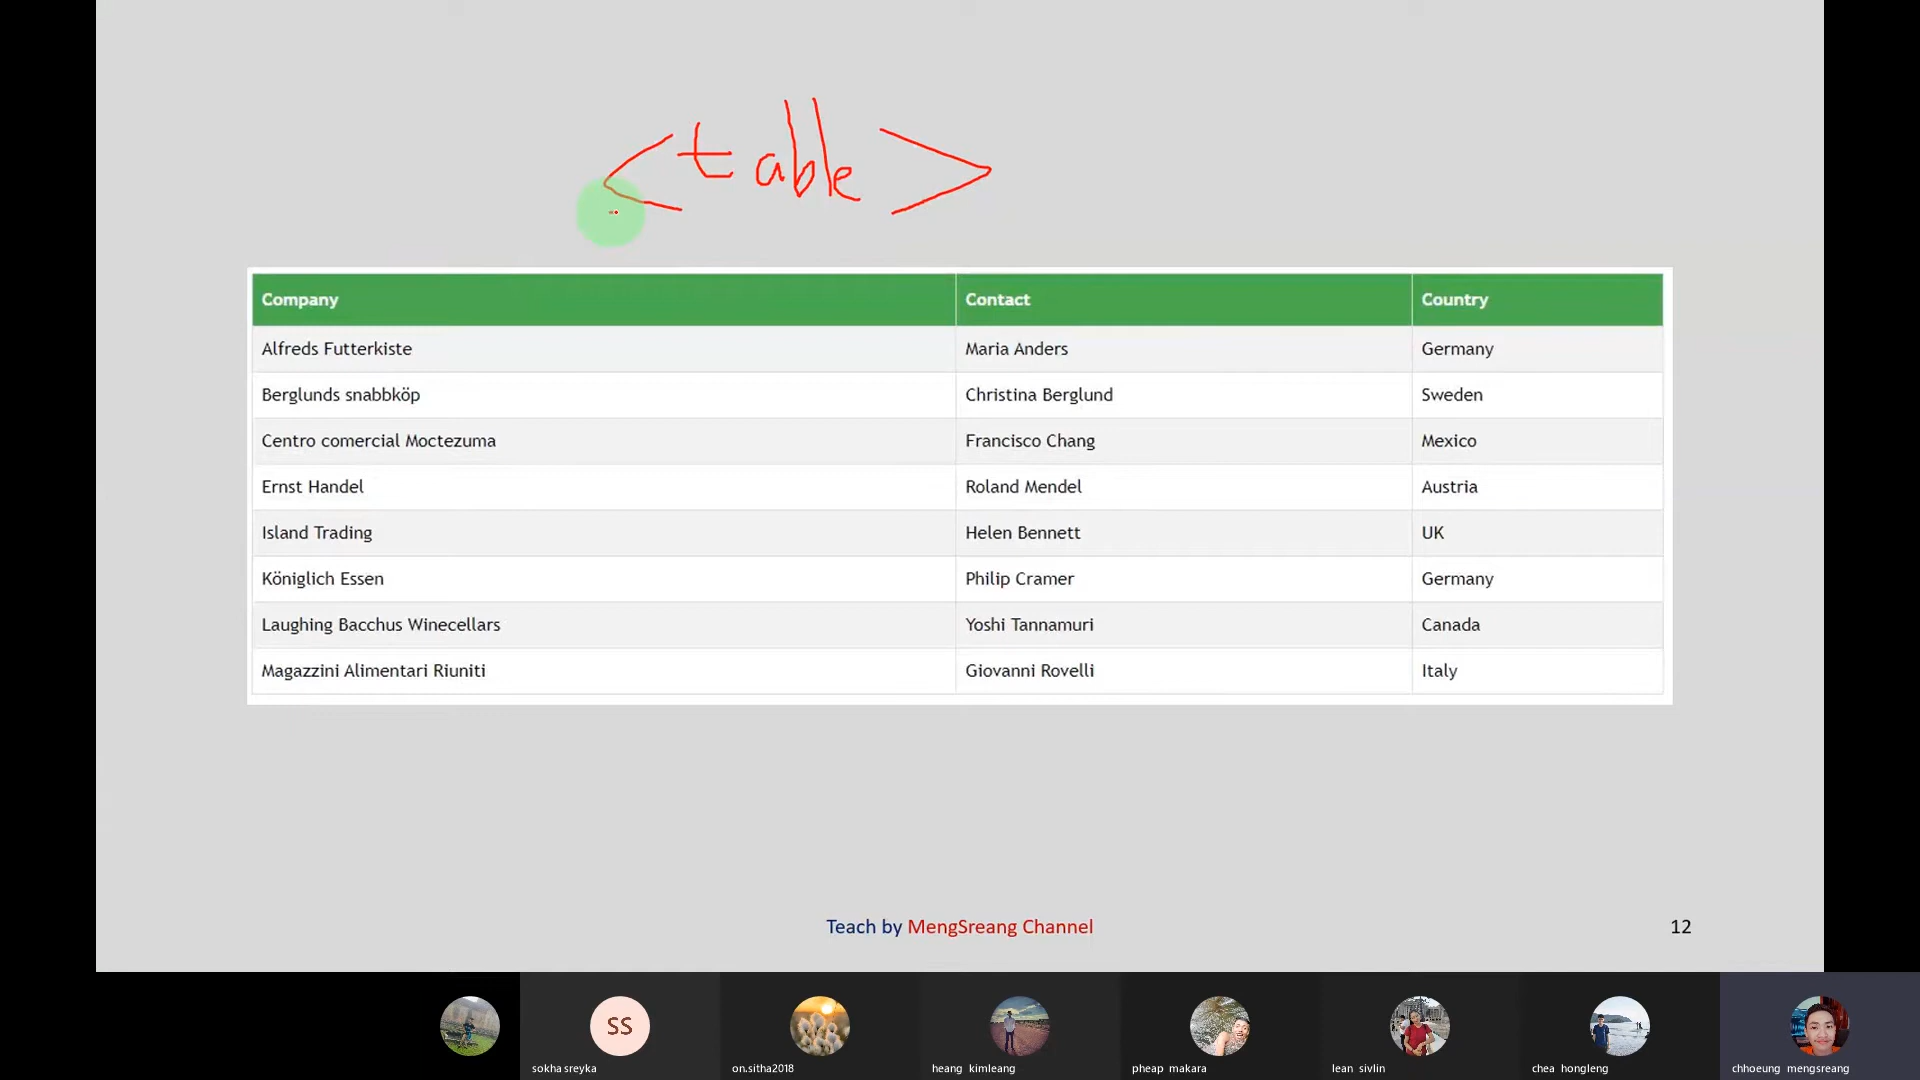 <table>
Company Contact Country
Alfreds Futterkiste Maria Anders Germany
Berglunds snabbköp Christina Berglund Sweden
Centro comercial Moctezuma Francisco Chang Mexico
Ernst Handel Roland Mendel Austria
Island Trading Helen Bennett UK
Königlich Essen Philip Cramer Germany
Laughing Bacchus Winecellars Yoshi Tannamuri Canada
Magazzini Alimentari Riuniti Giovanni Rovelli Italy
Teach by MengSreang Channel 12
SS
sokha sreyka on.sitha2018 heang kimleang pheap makara lean sivlin chea hongleng chhoeung mengsreang